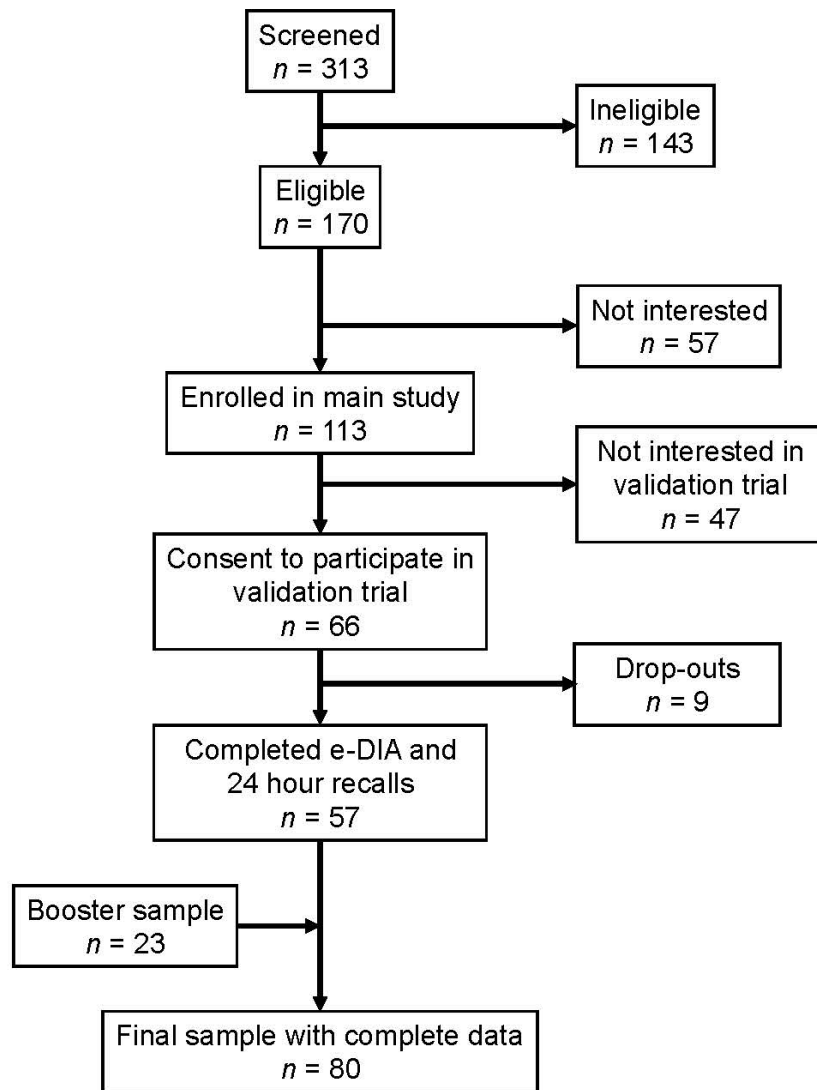 Screened
n = 313
Ineligible
n = 143
Eligible
n = 170
Not interested
n = 57
Enrolled in main study
n = 113
Not interested in
validation trial
n = 47
Consent to participate in
validation trial
n = 66
Drop-outs
n = 9
Completed e-DIA and
24 hour recalls
n = 57
Booster sample
n = 23
Final sample with complete data
n = 80